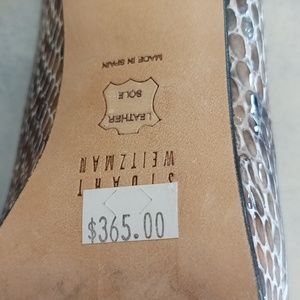 MADE IN SPAIN
LEATHER
SOLE
STUART
WEITZMAN
$365.00